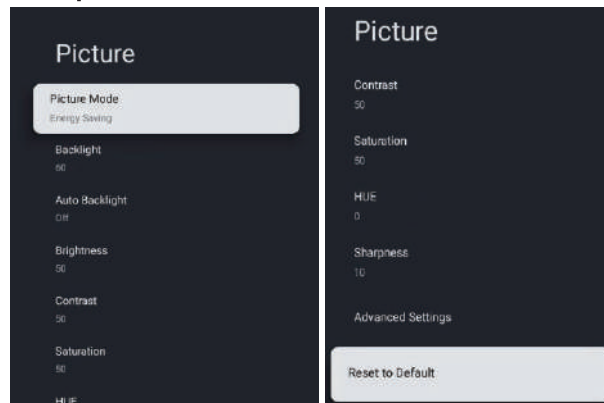 Picture
Picture Mode
Energy Saving
Backlight
60
Auto Backlight
Off
Brightness
50
Contrast
50
Saturation
50
HUE
Picture
Contrast
50
Saturation
50
HUE
0
Sharpness
10
Advanced Settings
Reset to Default